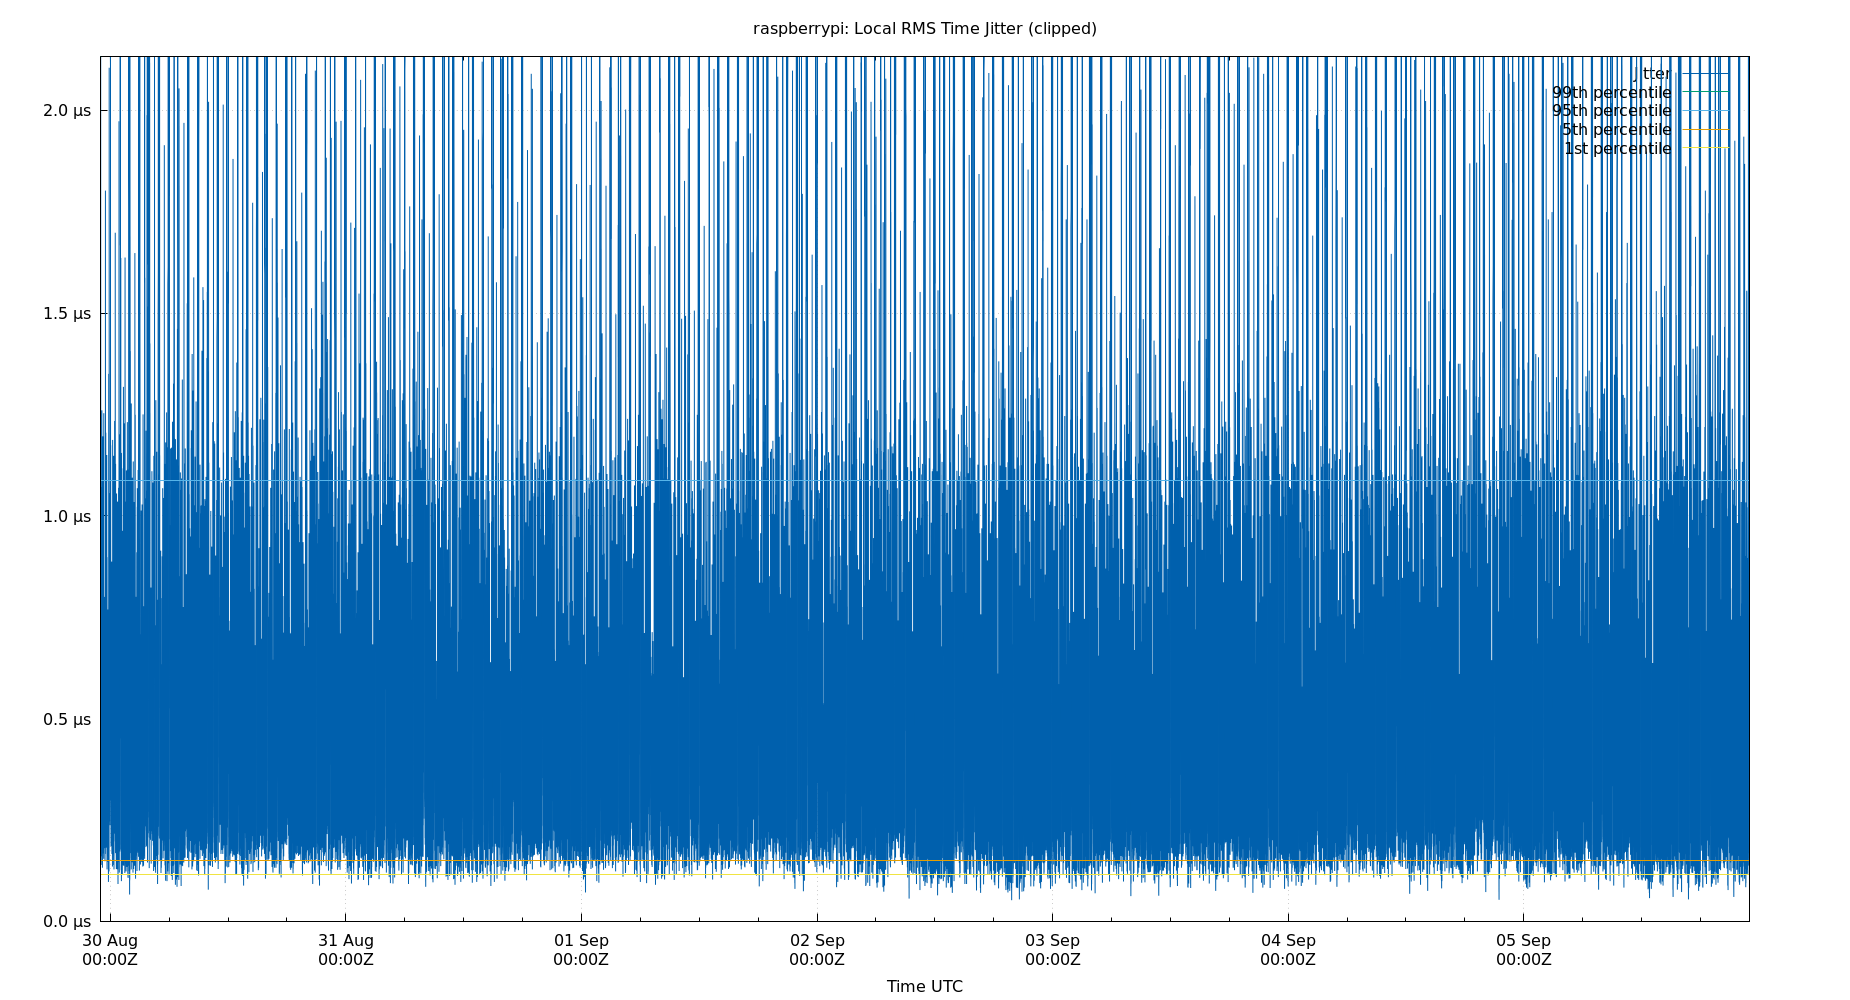 raspberrypi: Local RMS Time Jitter (clipped)
2.0 μs
1.5 μs
1.0 μs
0.5 μs
0.0 μs
jitter
99th percentile
95th percentile
5th percentile
1st percentile
30 Aug 31 Aug 01 Sep 02 Sep 03 Sep 04 Sep 05 Sep
00:00Z 00:00Z 00:00Z 00:00Z 00:00Z 00:00Z 00:00Z
Time UTC